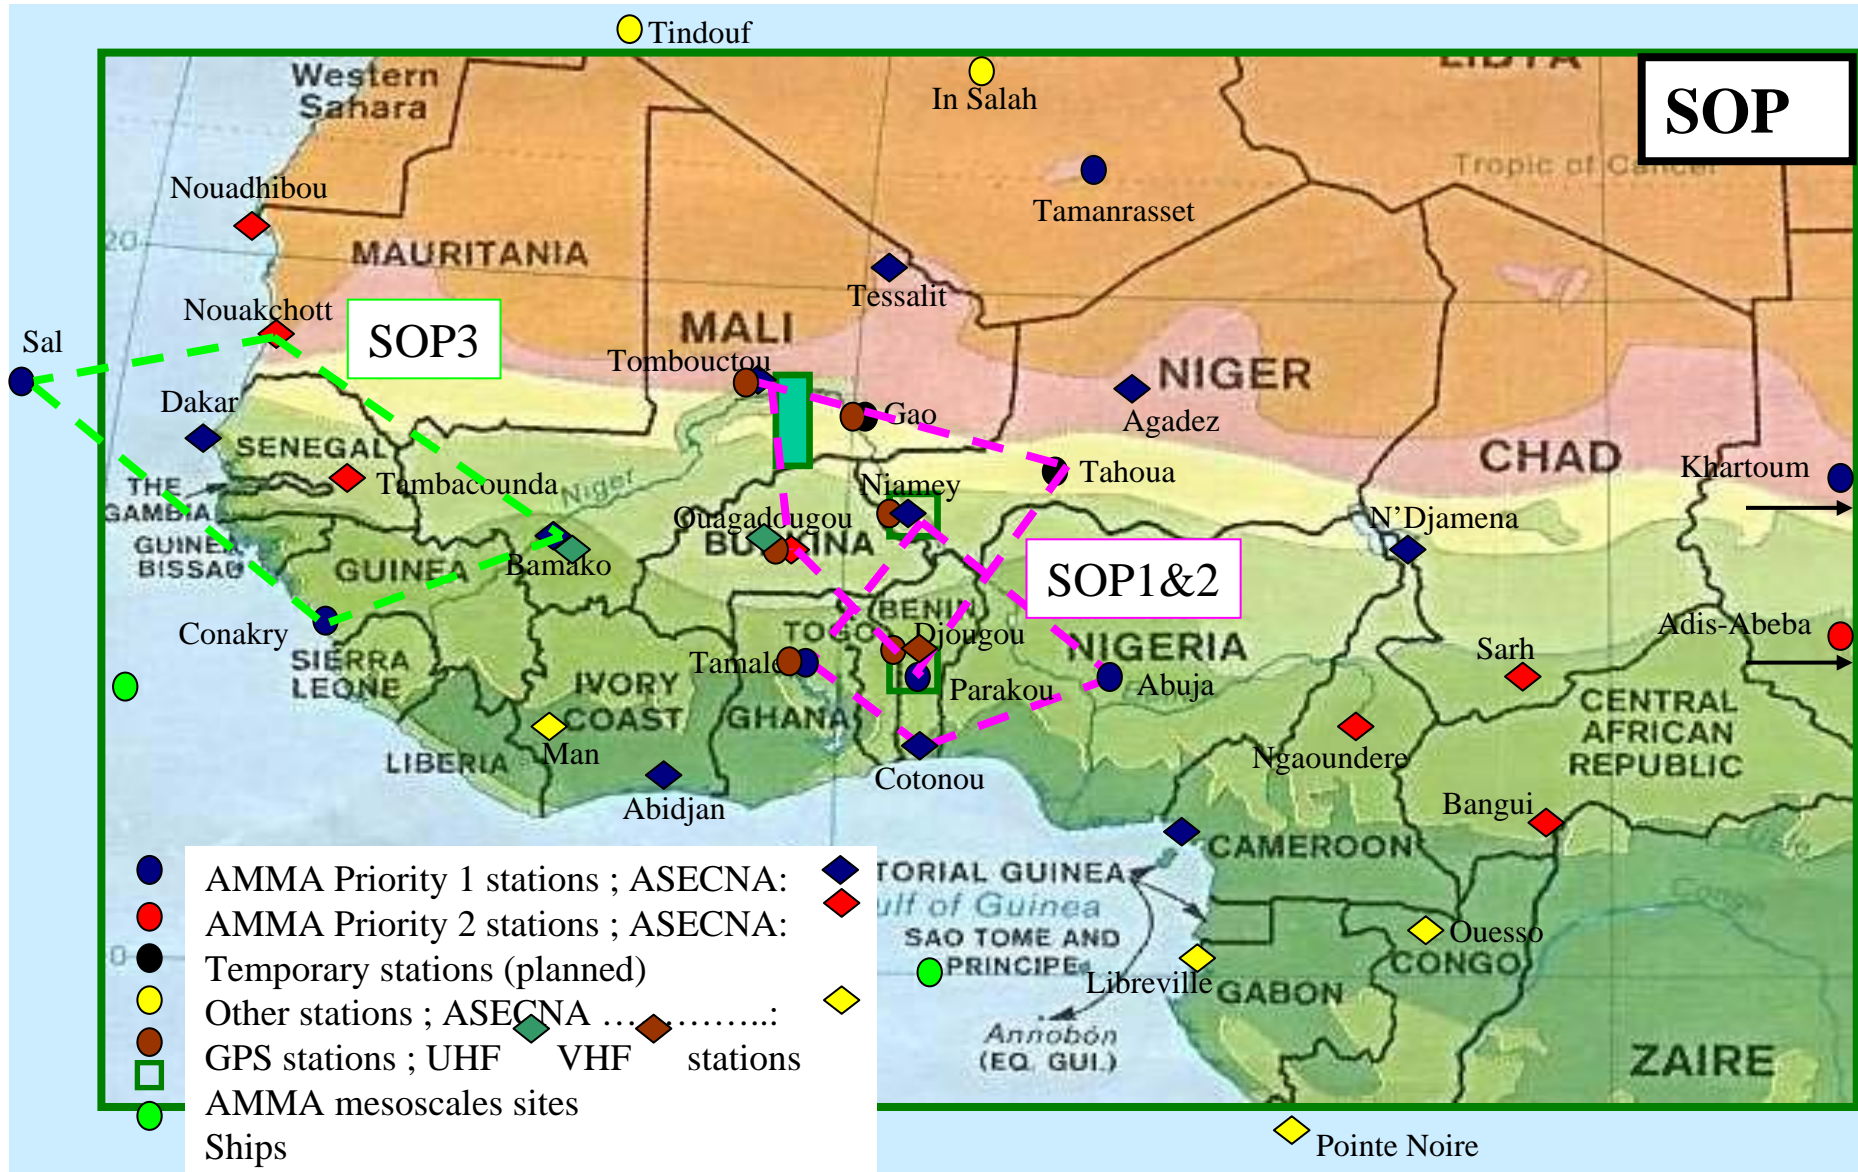 Tindouf
Western
Sahara
In Salah
LIBYA
SOP
Tropic of Cancer
Nouadhibou
Tamanrasset
20
MAURITANIA
Tessalit
Nouakchott
SOP3
MALI
Sal
Tombouctou
NIGER
Dakar
Gao
Agadez
SENEGAL
CHAD
Khartoum
Tambacounda
Tahoua
THE
GAMBIA
Niger
Niamey
N'Djamena
Ouagadougou
GUINEA
BISSAU
BURKINA
GUINEA
Bamako
SOP1&2
BENIN
Conakry
TOGO
Djougou
Adis-Abeba
SIERRA
LEONE
Tamale
NIGERIA
Sarh
IVORY
COAST
Parakou
Abuja
GHANA
CENTRAL
AFRICAN
REPUBLIC
Man
LIBERIA
Ngaoundere
Cotonou
Abidjan
Bangui
CAMEROON
AMMA Priority 1 stations ; ASECNA:
TORIAL GUINEA
AMMA Priority 2 stations ; ASECNA:
ulf of Guinea
Congo
SAO TOME AND
PRINCIPE
Ouesso
CONGO
Temporary stations (planned)
0
Libreville
GABON
Other stations ; ASECNA …………..:
Annobón
(EQ. GUI.)
GPS stations ; UHF VHF stations
ZAIRE
AMMA mesoscales sites
Ships
Pointe Noire